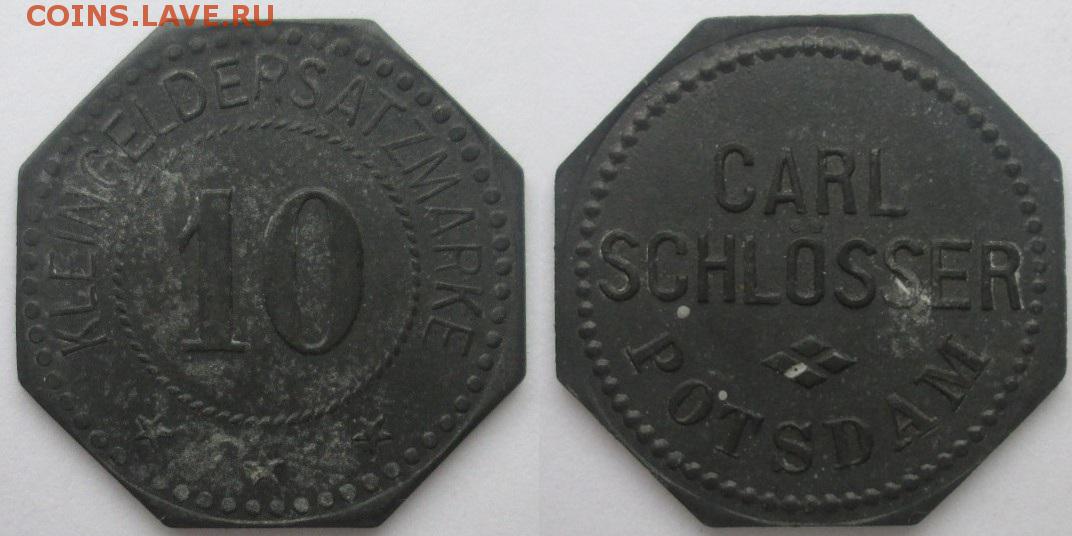 COINS.LAVE.RU
KLEINGELDERSATZMARKE
10
CARL
SCHLÖSSER
POTSDAM